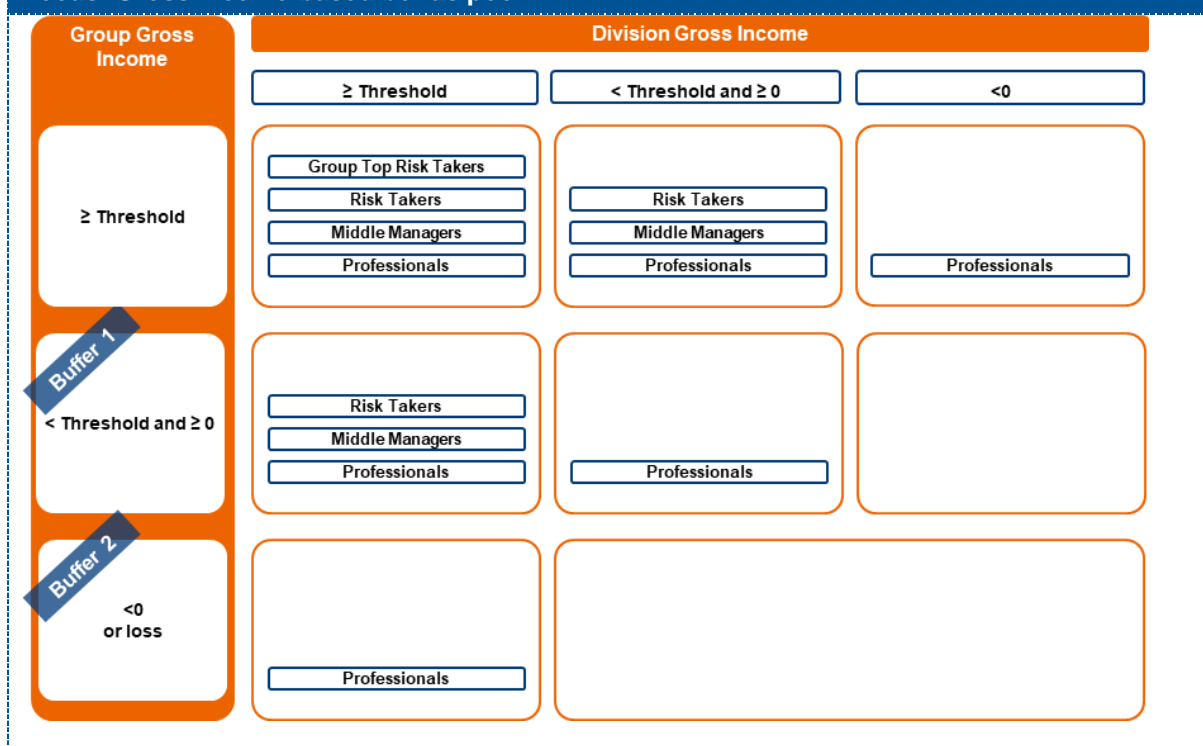 Group Gross
Income
Division Gross Income
≥ Threshold
< Threshold and ≥ 0
<0
≥ Threshold
Group Top Risk Takers
Risk Takers
Middle Managers
Professionals
Risk Takers
Middle Managers
Professionals
Professionals
Buffer 1
< Threshold and ≥ 0
Risk Takers
Middle Managers
Professionals
Professionals
Buffer 2
<0
or loss
Professionals